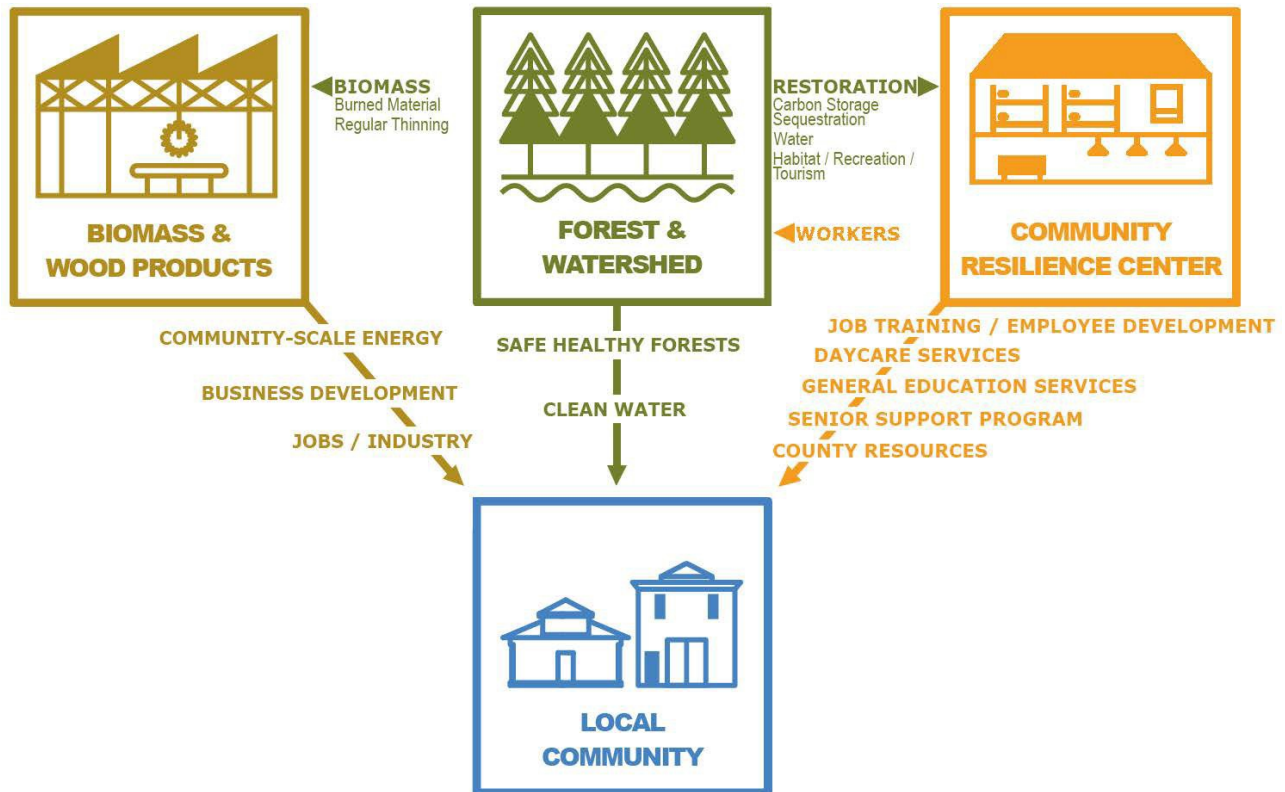 BIOMASS
Burned Material
Regular Thinning
RESTORATION
Carbon Storage
Sequestration
Water
Habitat / Recreation /
Tourism
WORKERS
BIOMASS &
WOOD PRODUCTS
FOREST &
WATERSHED
COMMUNITY
RESILIENCE CENTER
COMMUNITY-SCALE ENERGY
BUSINESS DEVELOPMENT
JOBS / INDUSTRY
SAFE HEALTHY FORESTS
CLEAN WATER
JOB TRAINING / EMPLOYEE DEVELOPMENT
DAYCARE SERVICES
GENERAL EDUCATION SERVICES
SENIOR SUPPORT PROGRAM
COUNTY RESOURCES
LOCAL
COMMUNITY